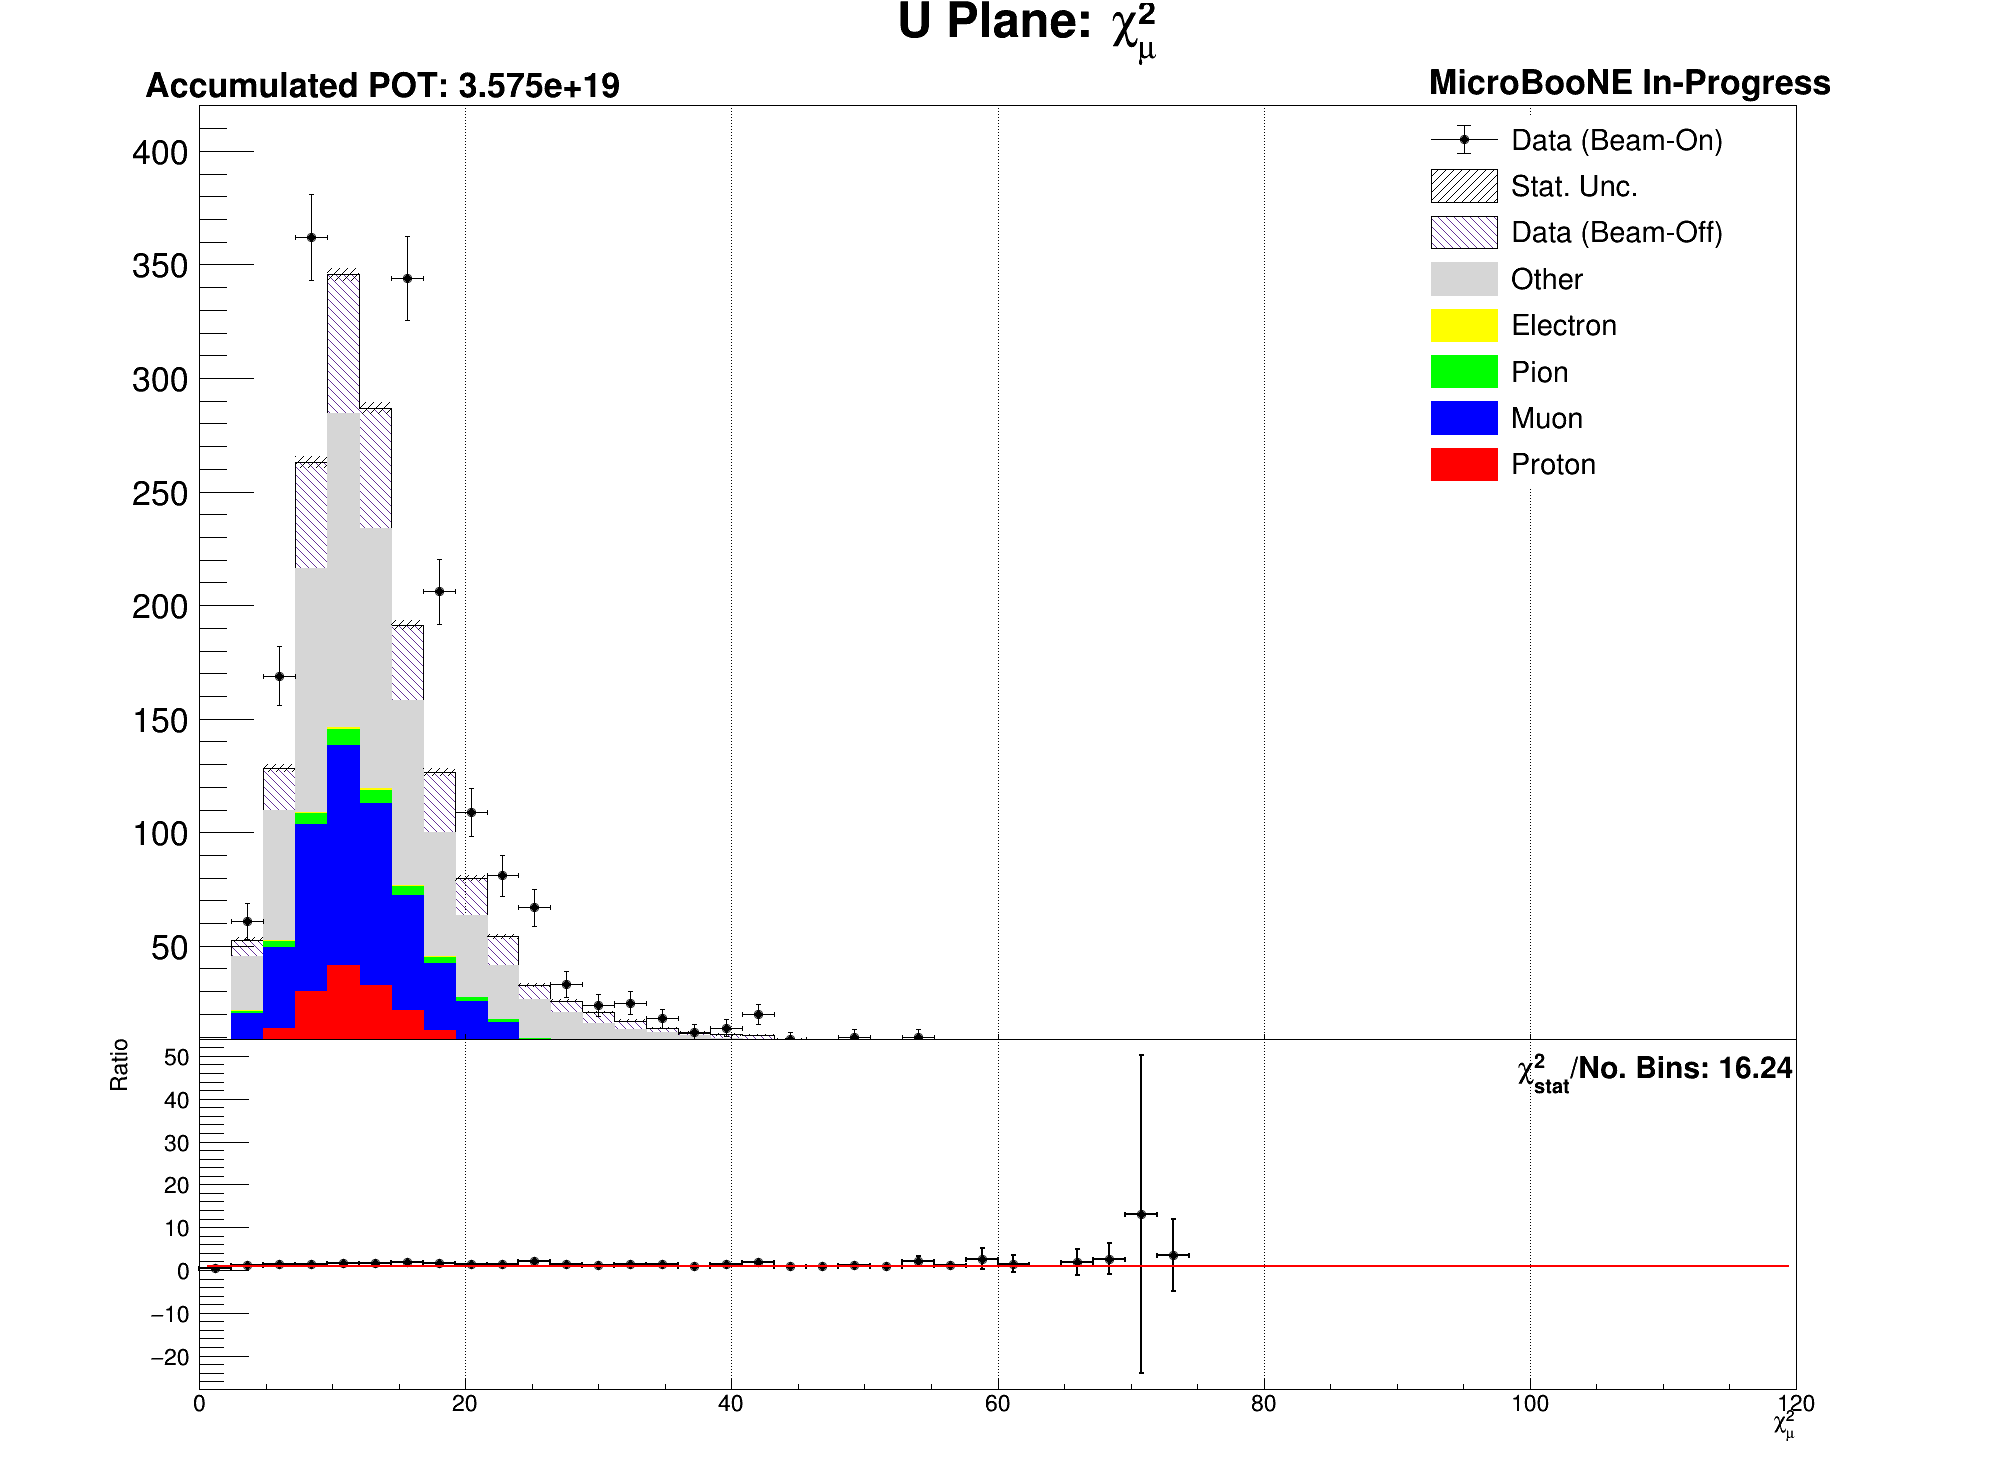 U Plane: χ²μ
Accumulated POT: 3.575e+19
MicroBooNE In-Progress
Data (Beam-On)
Stat. Unc.
Data (Beam-Off)
Other
Electron
Pion
Muon
Proton
400
350
300
250
200
150
100
50
Ratio
χ²stat/No. Bins: 16.24
50
40
30
20
10
0
−10
−20
0 20 40 60 80 100 120
χ²μ